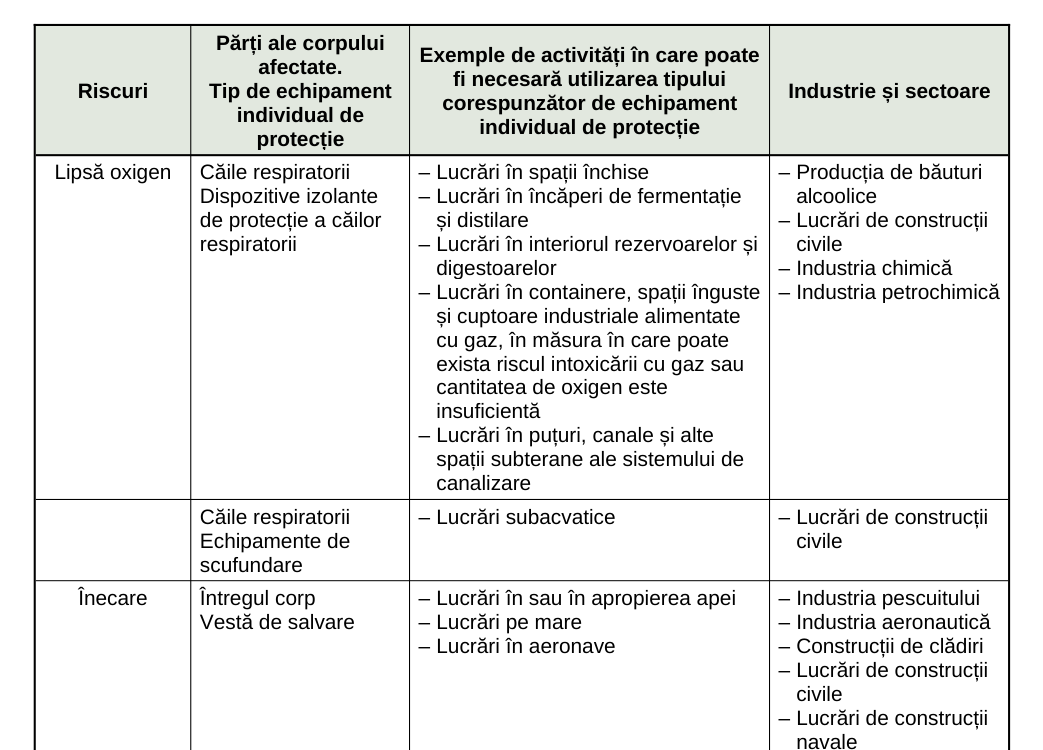 Riscuri
Părți ale corpului
afectate.
Tip de echipament
individual de
protecție
Exemple de activități în care poate
fi necesară utilizarea tipului
corespunzător de echipament
individual de protecție
Industrie și sectoare
Lipsă oxigen
Căile respiratorii
Dispozitive izolante
de protecție a căilor
respiratorii
– Lucrări în spații închise
– Lucrări în încăperi de fermentație
și distilare
– Lucrări în interiorul rezervoarelor și
digestoarelor
– Lucrări în containere, spații înguste
și cuptoare industriale alimentate
cu gaz, în măsura în care poate
exista riscul intoxicării cu gaz sau
cantitatea de oxigen este
insuficientă
– Lucrări în puțuri, canale și alte
spații subterane ale sistemului de
canalizare
– Producția de băuturi
alcoolice
– Lucrări de construcții
civile
– Industria chimică
– Industria petrochimică
Căile respiratorii
Echipamente de
scufundare
– Lucrări subacvatice
– Lucrări de construcții
civile
Înecare
Întregul corp
Vestă de salvare
– Lucrări în sau în apropierea apei
– Lucrări pe mare
– Lucrări în aeronave
– Industria pescuitului
– Industria aeronautică
– Construcții de clădiri
– Lucrări de construcții
civile
– Lucrări de construcții
navale